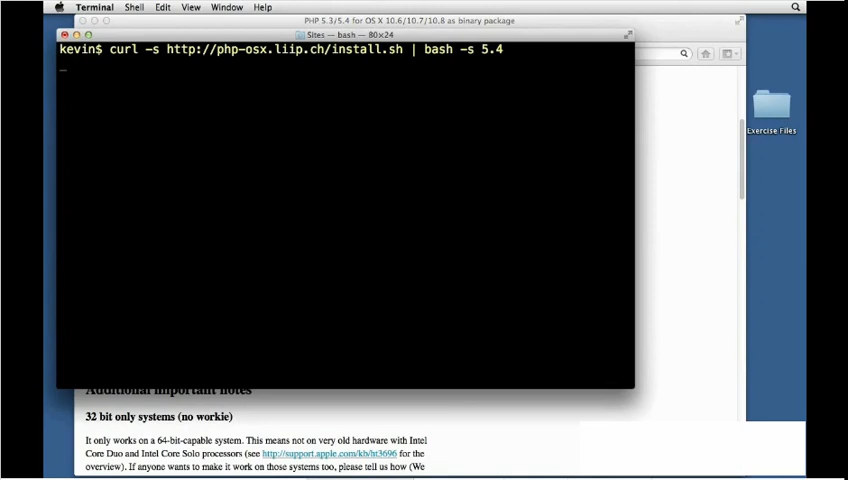 Terminal Shell Edit View Window Help
PHP 5.3/5.4 for OS X 10.6/10.7/10.8 as binary package
Sites — bash — 80×24
kevin$ curl -s http://php-osx.liip.ch/install.sh | bash -s 5.4
Exercise Files
Additional important notes
32 bit only systems (no workie)
It only works on a 64-bit-capable system. This means not on very old hardware with Intel
Core Duo and Intel Core Solo processors (see http://support.apple.com/kb/ht3696 for the
overview). If anyone wants to make it work on those systems too, please tell us how (We